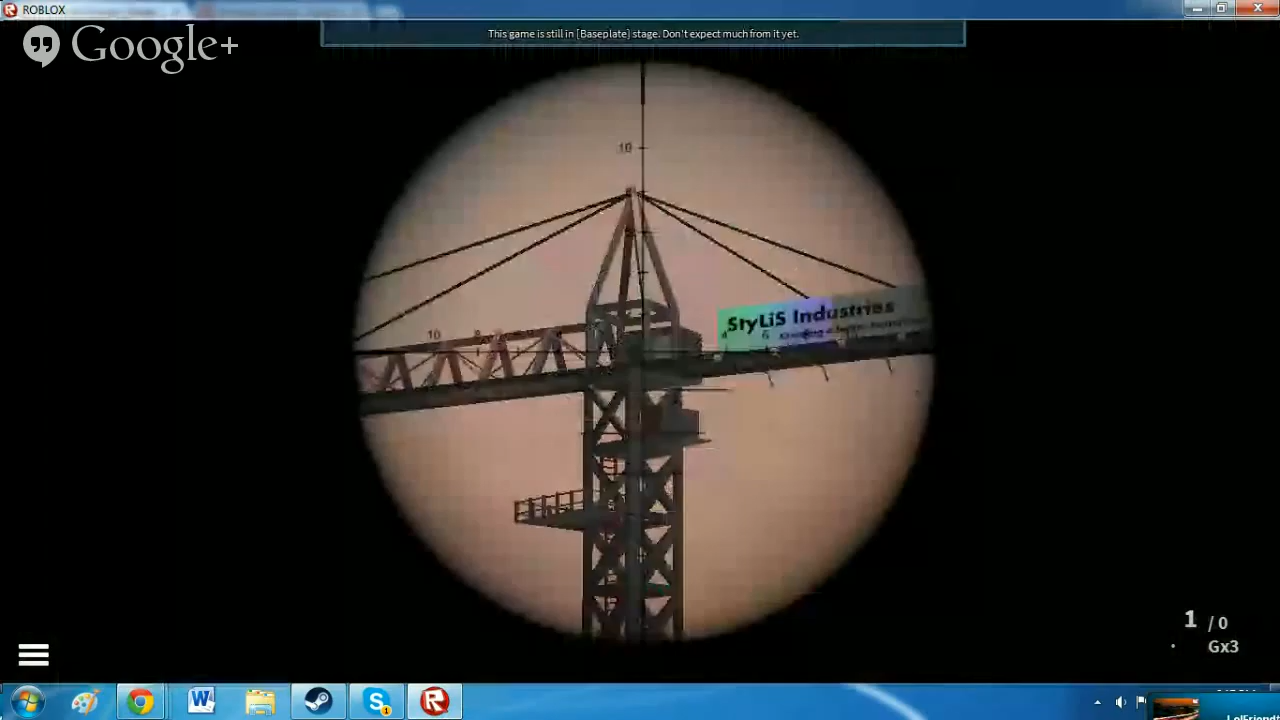 ROBLOX
Google+
This game is still in [Baseplate] stage. Don't expect much from it yet.
10
StyLiS Industries
10
1 / 0
Gx3